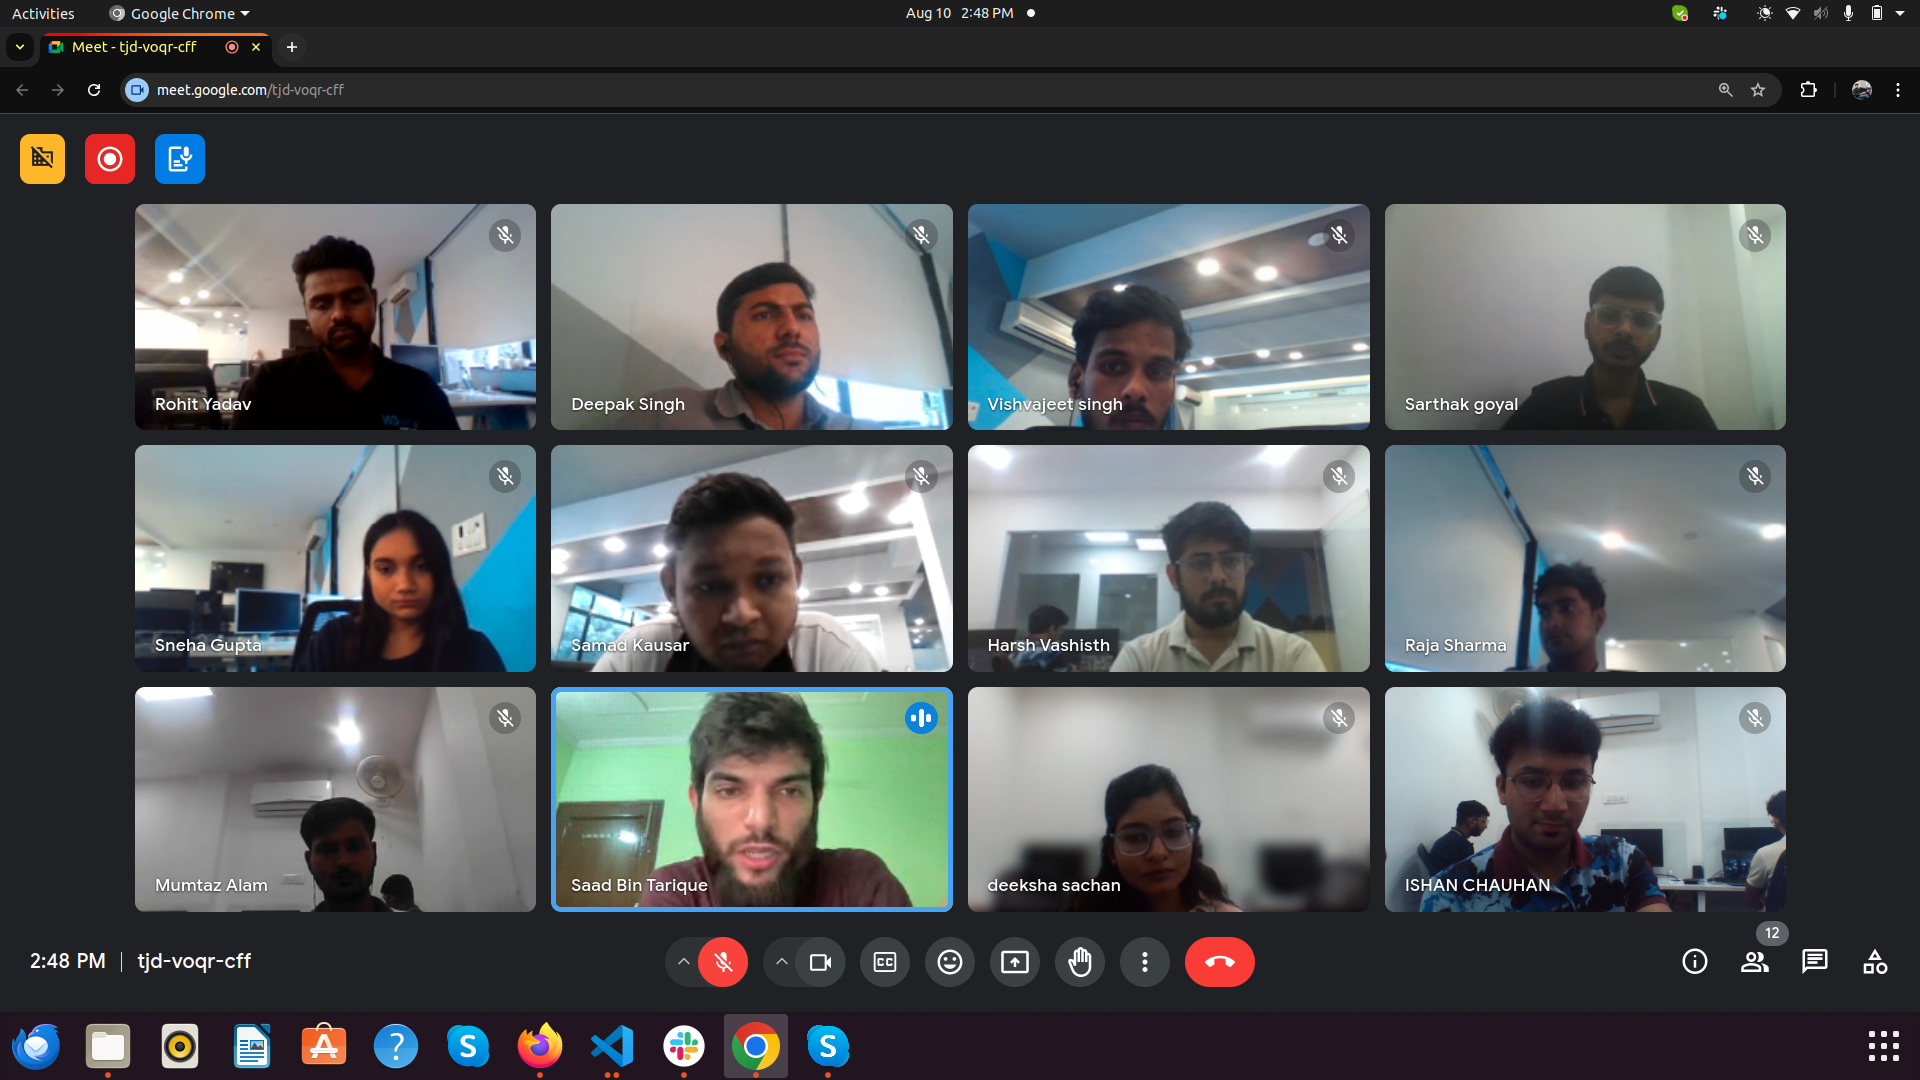 Activities
Google Chrome
Aug 10 2:48 PM
Meet - tjd-voqr-cff
meet.google.com/tjd-voqr-cff
Rohit Yadav
Deepak Singh
Vishvajeet singh
Sarthak goyal
Sneha Gupta
Samad Kausar
Harsh Vashisth
Raja Sharma
Mumtaz Alam
Saad Bin Tarique
deeksha sachan
ISHAN CHAUHAN
2:48 PM | tjd-voqr-cff
CC
12